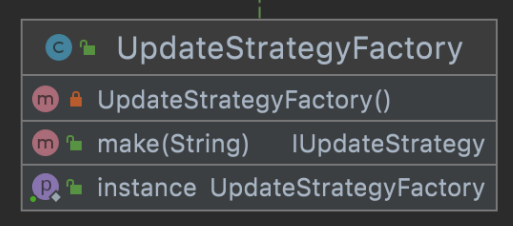 C UpdateStrategyFactory
m UpdateStrategyFactory()
m make(String) IUpdateStrategy
p instance UpdateStrategyFactory